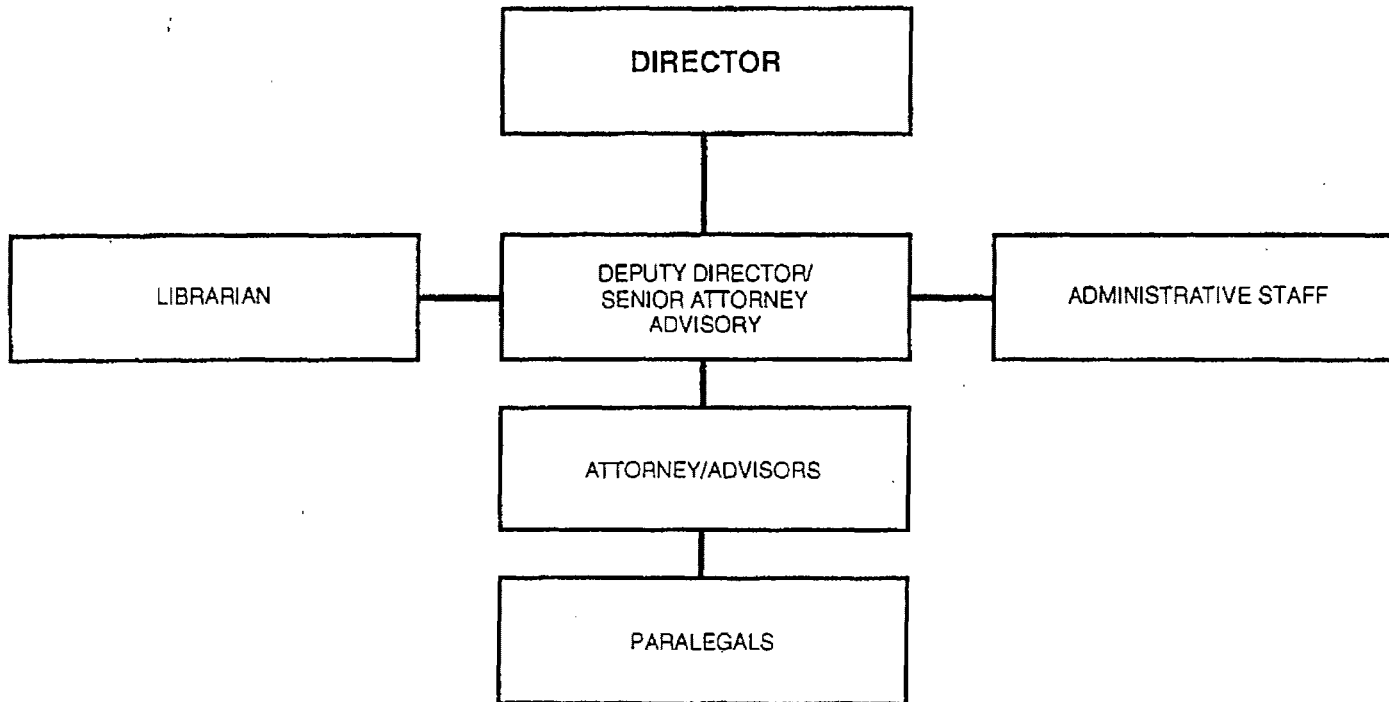 DIRECTOR
LIBRARIAN
DEPUTY DIRECTOR/
SENIOR ATTORNEY
ADVISORY
ADMINISTRATIVE STAFF
ATTORNEY/ADVISORS
PARALEGALS